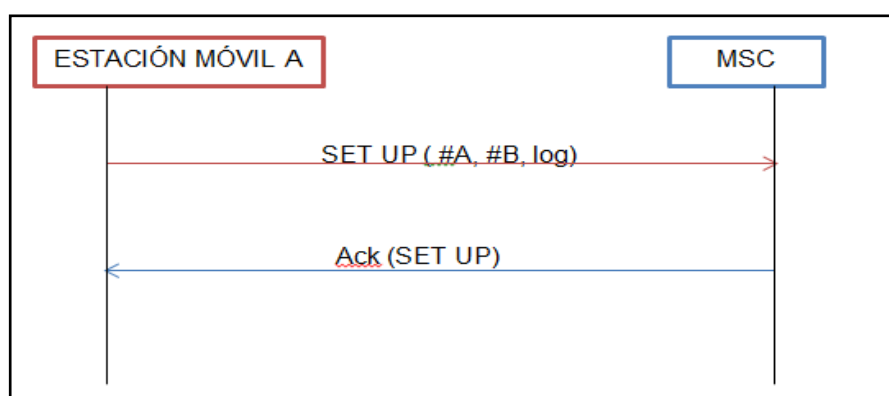 ESTACIÓN MÓVIL A
MSC
SET UP ( #A, #B, log)
Ack (SET UP)